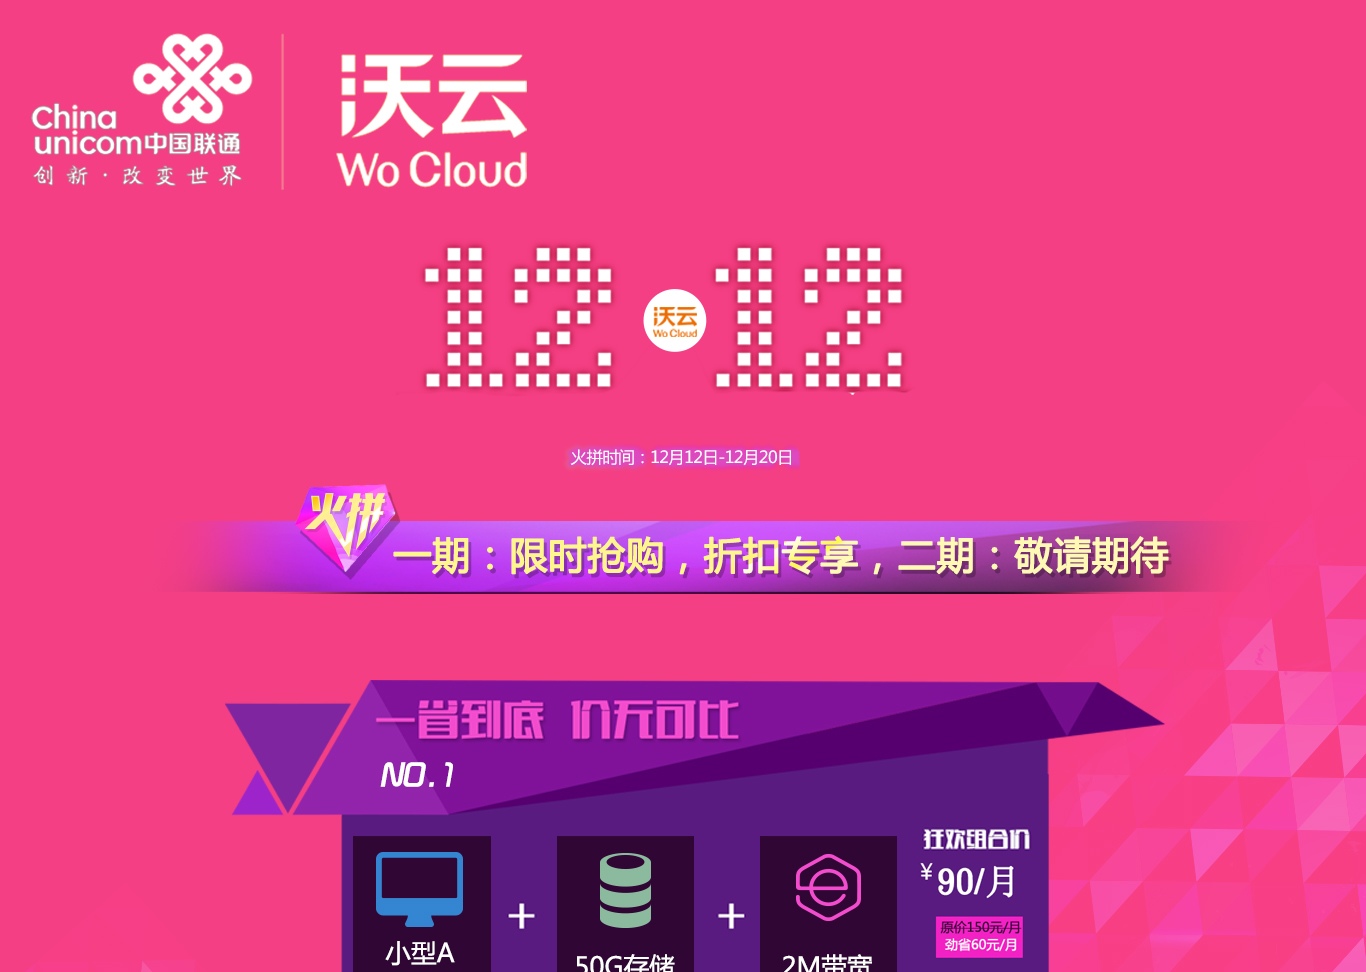 China
unicom中国联通
创新·改变世界
沃云
Wo Cloud
12
沃云
Wo Cloud
12
火拼时间：12月12日-12月20日
火拼
一期：限时抢购，折扣专享，二期：敬请期待
一省到底 价无可比
NO.1
狂欢组合价
¥90/月
原价150元/月
劲省60元/月
小型A
+
50G存储
+
2M带宽